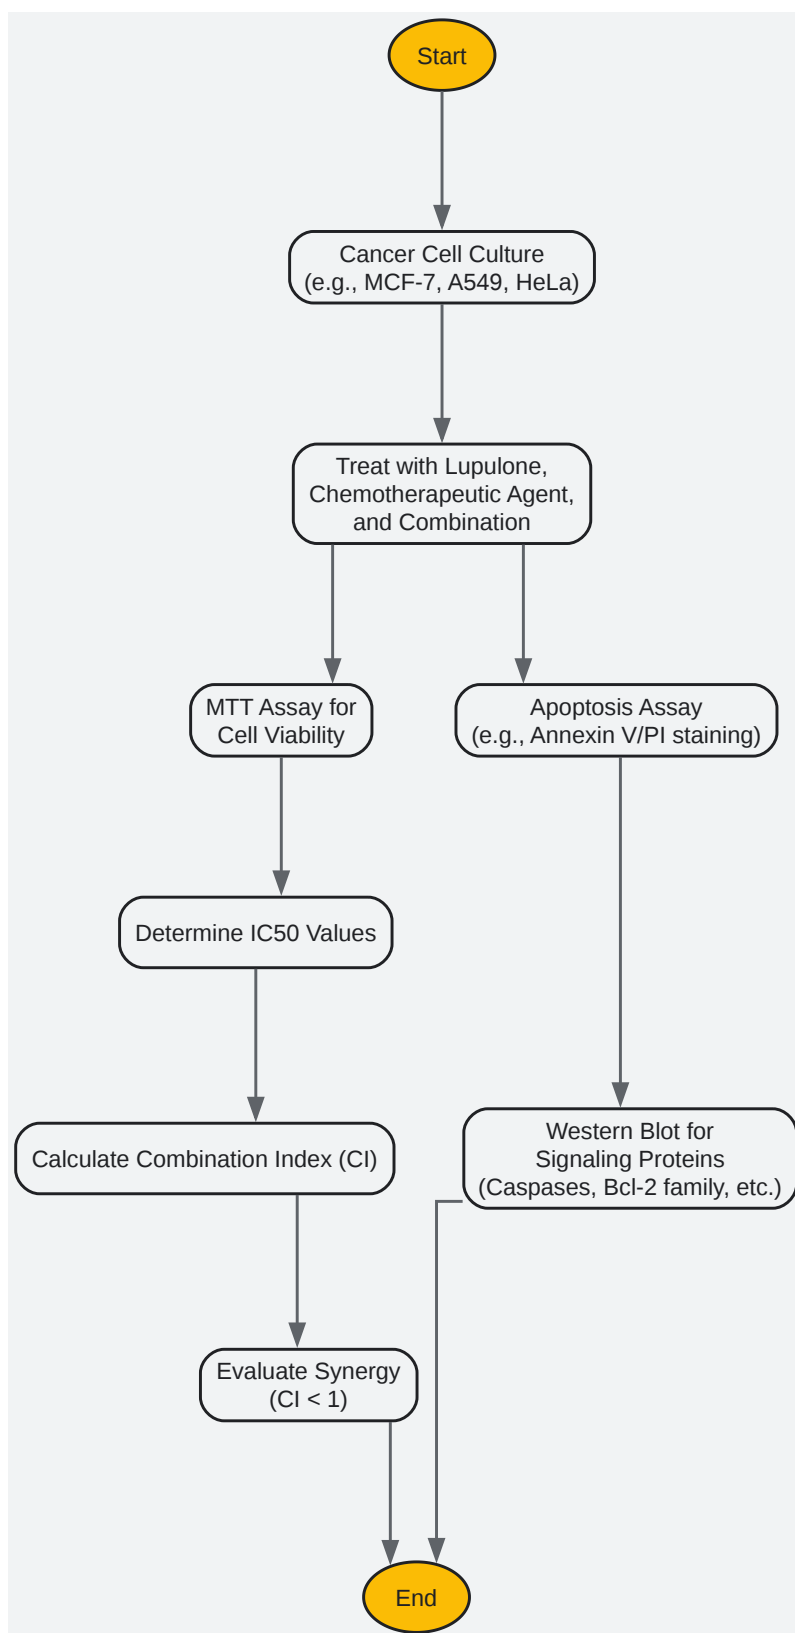 Start
Cancer Cell Culture
(e.g., MCF-7, A549, HeLa)
Treat with Lupulone,
Chemotherapeutic Agent,
and Combination
MTT Assay for
Cell Viability
Apoptosis Assay
(e.g., Annexin V/PI staining)
Determine IC50 Values
Calculate Combination Index (CI)
Western Blot for
Signaling Proteins
(Caspases, Bcl-2 family, etc.)
Evaluate Synergy
(CI < 1)
End